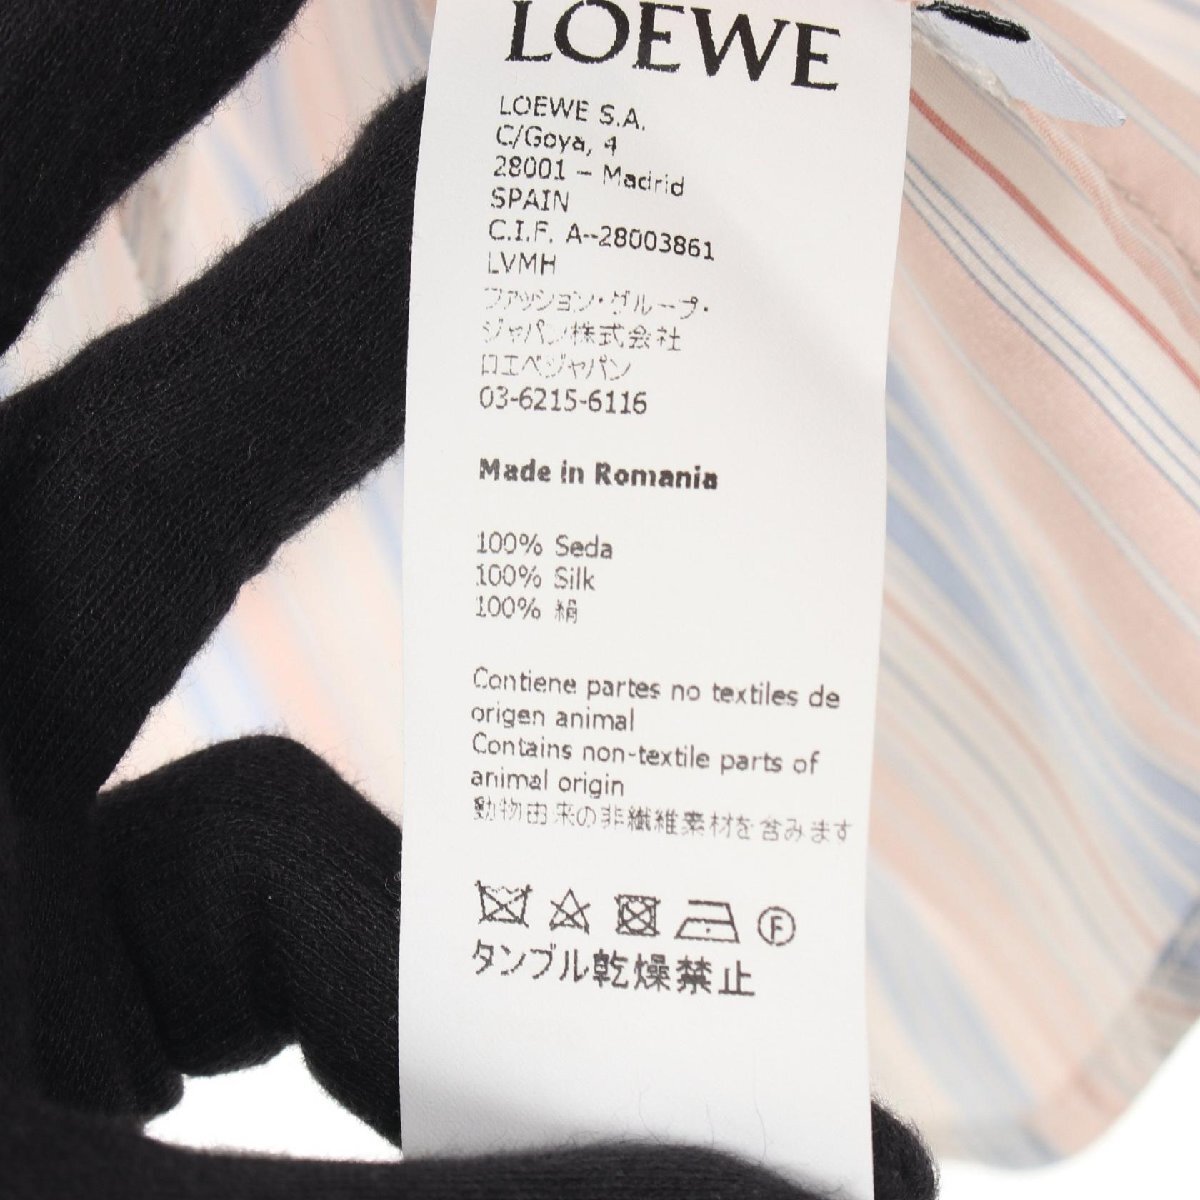 LOEWE
LOEWE S.A.
C/Goya, 4
28001 – Madrid
SPAIN
C.I.F. A--28003861
LVMH
ファッション・グループ・
ジャパン株式会社
ロエベジャパン
03-6215-6116
Made in Romania
100% Seda
100% Silk
100% 絹
Contiene partes no textiles de
origen animal
Contains non-textile parts of
animal origin
動物由来の非繊維素材を含みます
F
タンブル乾燥禁止